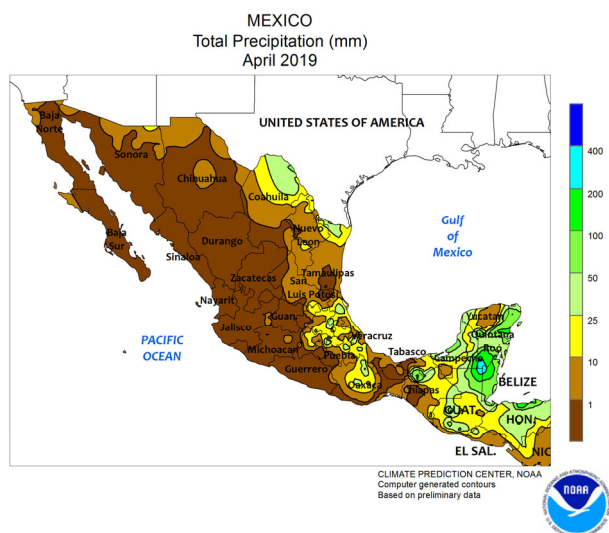 MEXICO
Total Precipitation (mm)
April 2019
UNITED STATES OF AMERICA
Baja
Norte
Sonora
Chihuahua
Coahuila
Baja
Sur
Sinaloa
Durango
Nuevo
Leon
Gulf
of
Mexico
Zacatecas
Tamaulipas
San
Luis Potosi
Nayarit
Guan.
Jalisco
Veracruz
Yucatan
Quintana
Roo
PACIFIC
OCEAN
Michoacan
Puebla
Tabasco
Campeche
Guerrero
Oaxaca
Chiapas
BELIZE
GUAT.
HON.
EL SAL.
NIC
400
200
100
50
25
10
1
CLIMATE PREDICTION CENTER, NOAA
Computer generated contours
Based on preliminary data
NOAA